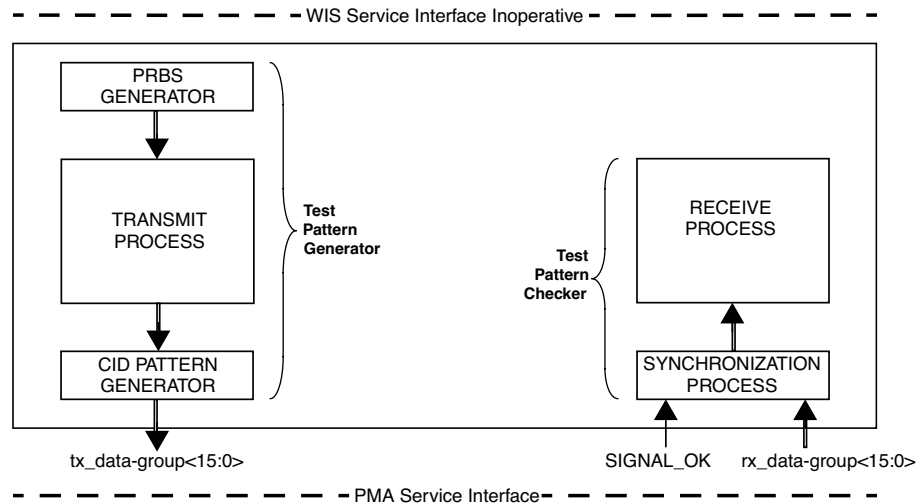 WIS Service Interface Inoperative
PRBS
GENERATOR
TRANSMIT
PROCESS
CID PATTERN
GENERATOR
Test
Pattern
Generator
Test
Pattern
Checker
RECEIVE
PROCESS
SYNCHRONIZATION
PROCESS
tx_data-group<15:0>
SIGNAL_OK
rx_data-group<15:0>
PMA Service Interface